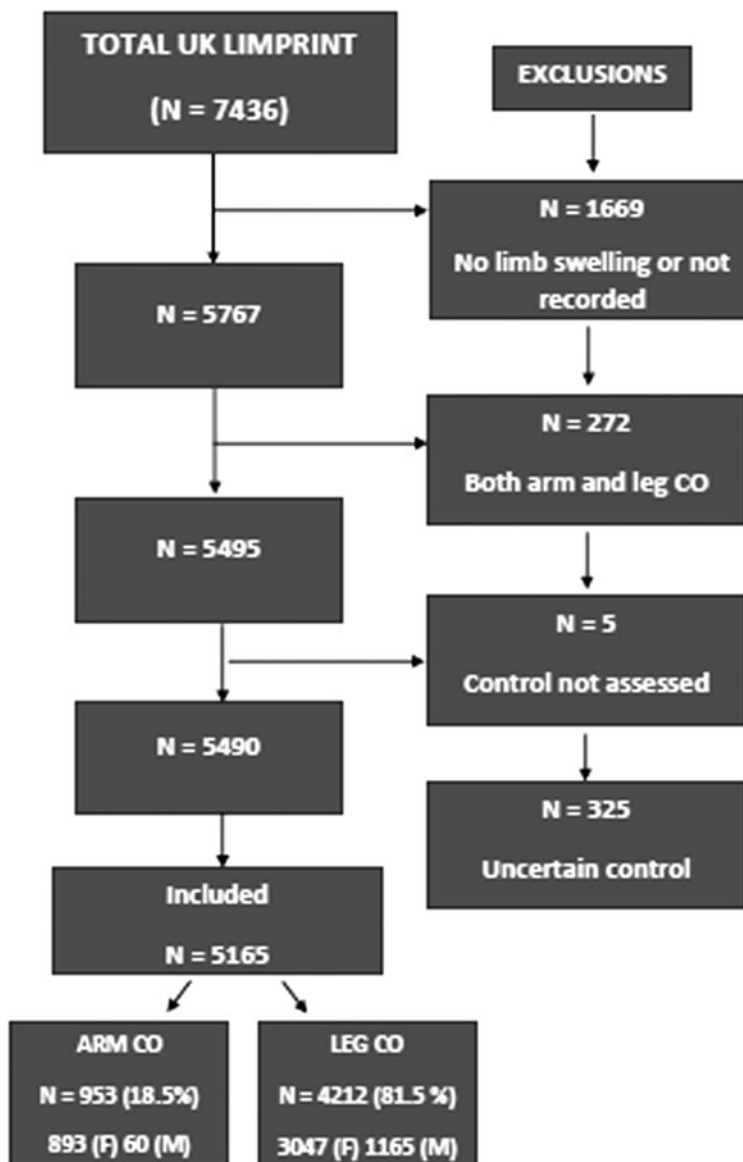 TOTAL UK LIMPRINT
(N = 7436)
EXCLUSIONS
N = 1669
No limb swelling or not
recorded
N = 5767
N = 272
Both arm and leg CO
N = 5495
N = 5
Control not assessed
N = 5490
N = 325
Uncertain control
Included
N = 5165
ARM CO
N = 953 (18.5%)
893 (F) 60 (M)
LEG CO
N = 4212 (81.5 %)
3047 (F) 1165 (M)